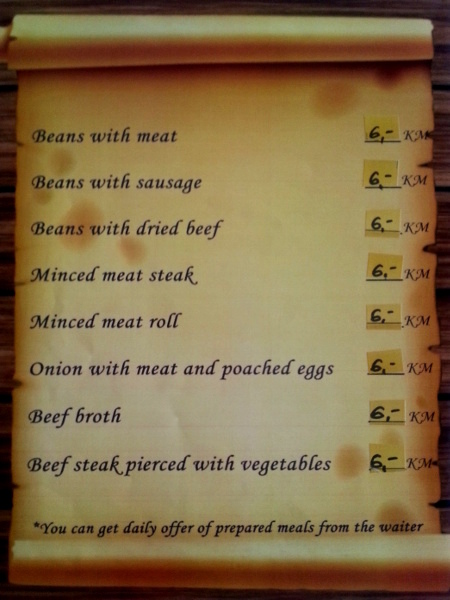 Beans with meat 6,- KM
Beans with sausage 6,- KM
Beans with dried beef 6,- KM
Minced meat steak 6,- KM
Minced meat roll 6,- KM
Onion with meat and poached eggs 6,- KM
Beef broth 6,- KM
Beef steak pierced with vegetables 6,- KM
*You can get daily offer of prepared meals from the waiter